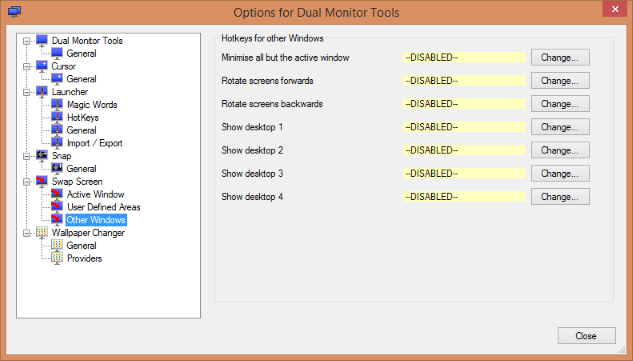 Options for Dual Monitor Tools
Dual Monitor Tools
General
Cursor
General
Launcher
Magic Words
HotKeys
General
Import / Export
Snap
General
Swap Screen
Active Window
User Defined Areas
Other Windows
Wallpaper Changer
General
Providers
Hotkeys for other Windows
Minimise all but the active window --DISABLED-- Change...
Rotate screens forwards --DISABLED-- Change...
Rotate screens backwards --DISABLED-- Change...
Show desktop 1 --DISABLED-- Change...
Show desktop 2 --DISABLED-- Change...
Show desktop 3 --DISABLED-- Change...
Show desktop 4 --DISABLED-- Change...
Close